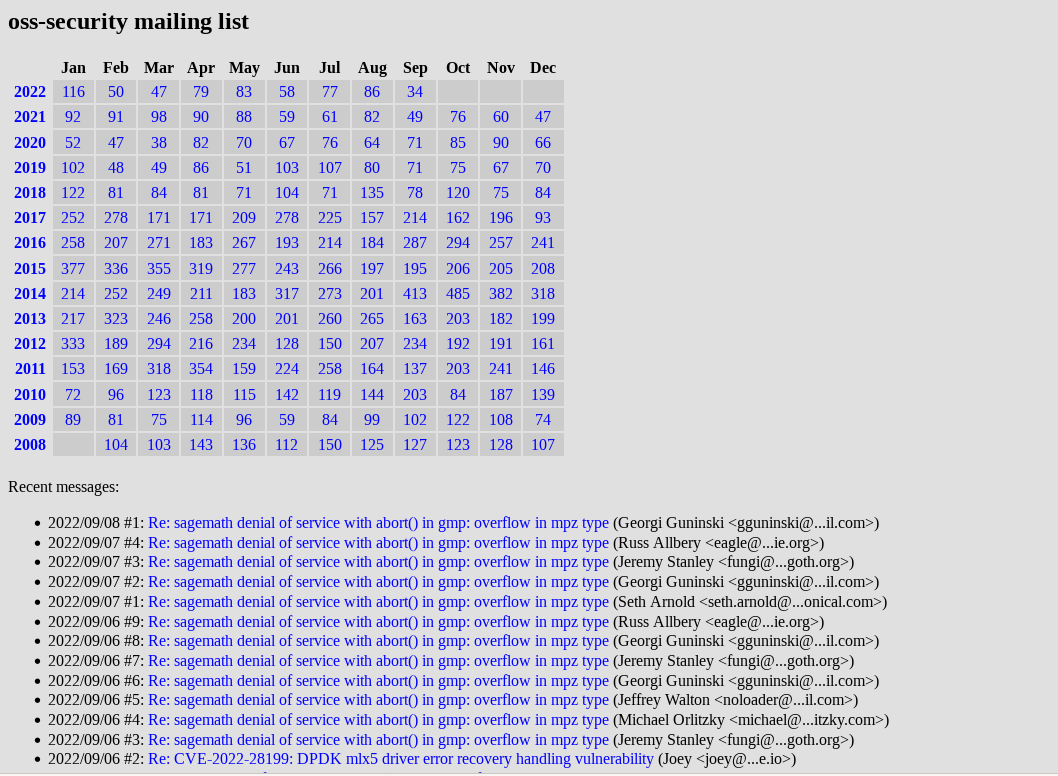 oss-security mailing list
Jan Feb Mar Apr May Jun Jul Aug Sep Oct Nov Dec
2022 116 50 47 79 83 58 77 86 34
2021 92 91 98 90 88 59 61 82 49 76 60 47
2020 52 47 38 82 70 67 76 64 71 85 90 66
2019 102 48 49 86 51 103 107 80 71 75 67 70
2018 122 81 84 81 71 104 71 135 78 120 75 84
2017 252 278 171 171 209 278 225 157 214 162 196 93
2016 258 207 271 183 267 193 214 184 287 294 257 241
2015 377 336 355 319 277 243 266 197 195 206 205 208
2014 214 252 249 211 183 317 273 201 413 485 382 318
2013 217 323 246 258 200 201 260 265 163 203 182 199
2012 333 189 294 216 234 128 150 207 234 192 191 161
2011 153 169 318 354 159 224 258 164 137 203 241 146
2010 72 96 123 118 115 142 119 144 203 84 187 139
2009 89 81 75 114 96 59 84 99 102 122 108 74
2008 104 103 143 136 112 150 125 127 123 128 107
Recent messages:
• 2022/09/08 #1: Re: sagemath denial of service with abort() in gmp: overflow in mpz type (Georgi Guninski <gguninski@...il.com>)
• 2022/09/07 #4: Re: sagemath denial of service with abort() in gmp: overflow in mpz type (Russ Allbery <eagle@...ie.org>)
• 2022/09/07 #3: Re: sagemath denial of service with abort() in gmp: overflow in mpz type (Jeremy Stanley <fungi@...goth.org>)
• 2022/09/07 #2: Re: sagemath denial of service with abort() in gmp: overflow in mpz type (Georgi Guninski <gguninski@...il.com>)
• 2022/09/07 #1: Re: sagemath denial of service with abort() in gmp: overflow in mpz type (Seth Arnold <seth.arnold@...onical.com>)
• 2022/09/06 #9: Re: sagemath denial of service with abort() in gmp: overflow in mpz type (Russ Allbery <eagle@...ie.org>)
• 2022/09/06 #8: Re: sagemath denial of service with abort() in gmp: overflow in mpz type (Georgi Guninski <gguninski@...il.com>)
• 2022/09/06 #7: Re: sagemath denial of service with abort() in gmp: overflow in mpz type (Jeremy Stanley <fungi@...goth.org>)
• 2022/09/06 #6: Re: sagemath denial of service with abort() in gmp: overflow in mpz type (Georgi Guninski <gguninski@...il.com>)
• 2022/09/06 #5: Re: sagemath denial of service with abort() in gmp: overflow in mpz type (Jeffrey Walton <noloader@...il.com>)
• 2022/09/06 #4: Re: sagemath denial of service with abort() in gmp: overflow in mpz type (Michael Orlitzky <michael@...itzky.com>)
• 2022/09/06 #3: Re: sagemath denial of service with abort() in gmp: overflow in mpz type (Jeremy Stanley <fungi@...goth.org>)
• 2022/09/06 #2: Re: CVE-2022-28199: DPDK mlx5 driver error recovery handling vulnerability (Joey <joey@...e.io>)